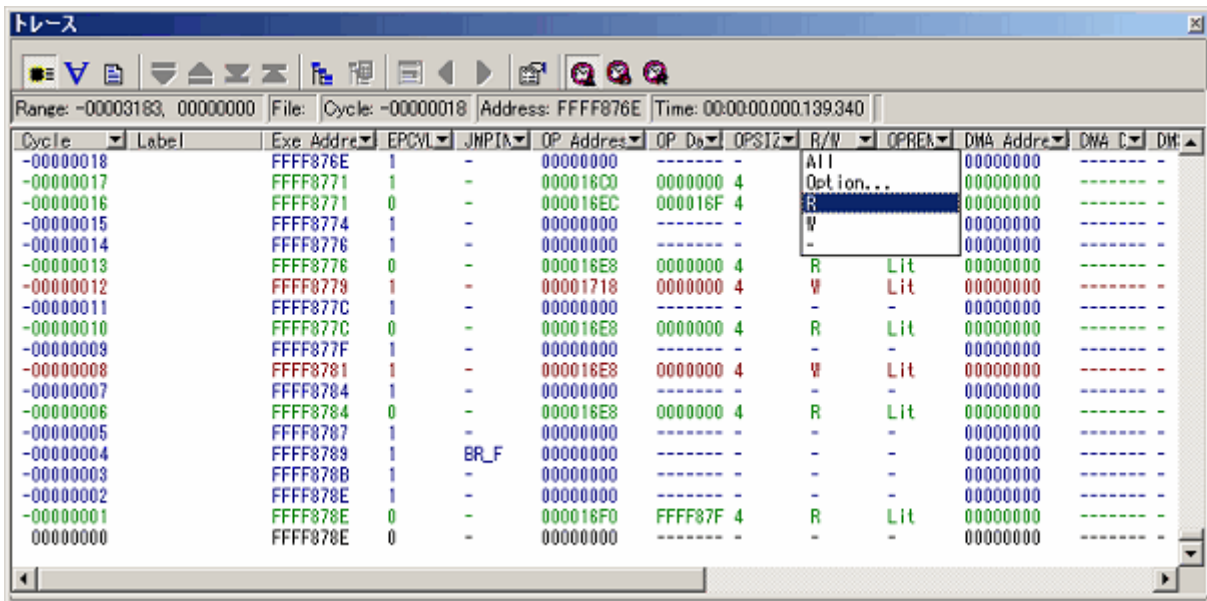 トレース
Range: -00003183, 00000000 File: Cycle: -00000018 Address: FFFF876E Time: 00:00:00.000.139.340
Cycle Label Exe Addre EPCVL JMPIN OP Addres OP Da OPSIZ R/W OPREN DMA Addre DMA D DM
-00000018 FFFF876E 1 - 00000000 ------- - All 00000000 ------- -
-00000017 FFFF8771 1 - 000016C0 0000000 4 Option... 00000000 ------- -
-00000016 FFFF8771 0 - 000016EC 000016F 4 R 00000000 ------- -
-00000015 FFFF8774 1 - 00000000 ------- - W 00000000 ------- -
-00000014 FFFF8776 1 - 00000000 ------- - - 00000000 ------- -
-00000013 FFFF8776 0 - 000016E8 0000000 4 R Lit 00000000 ------- -
-00000012 FFFF8779 1 - 00001718 0000000 4 W Lit 00000000 ------- -
-00000011 FFFF877C 1 - 00000000 ------- - - - 00000000 ------- -
-00000010 FFFF877C 0 - 000016E8 0000000 4 R Lit 00000000 ------- -
-00000009 FFFF877F 1 - 00000000 ------- - - - 00000000 ------- -
-00000008 FFFF8781 1 - 000016E8 0000000 4 W Lit 00000000 ------- -
-00000007 FFFF8784 1 - 00000000 ------- - - - 00000000 ------- -
-00000006 FFFF8784 0 - 000016E8 0000000 4 R Lit 00000000 ------- -
-00000005 FFFF8787 1 - 00000000 ------- - - - 00000000 ------- -
-00000004 FFFF8789 1 BR_F 00000000 ------- - - - 00000000 ------- -
-00000003 FFFF878B 1 - 00000000 ------- - - - 00000000 ------- -
-00000002 FFFF878E 1 - 00000000 ------- - - - 00000000 ------- -
-00000001 FFFF878E 0 - 000016F0 FFFF87F 4 R Lit 00000000 ------- -
00000000 FFFF878E 0 - 00000000 ------- - - - 00000000 ------- -